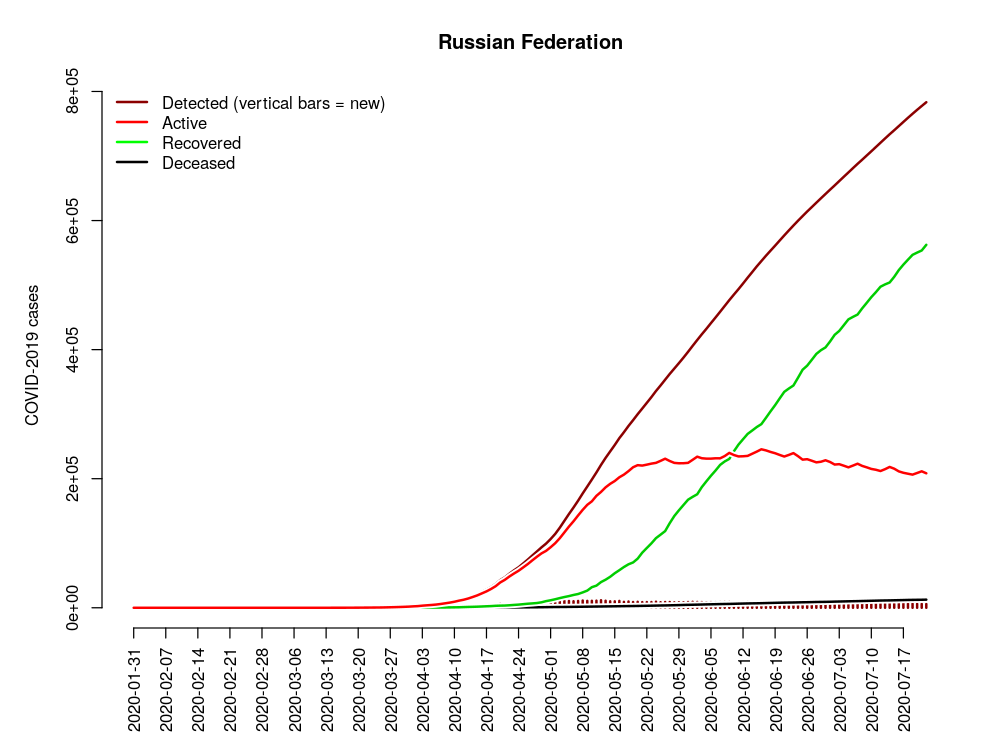 Russian Federation
COVID-2019 cases
8e+05
6e+05
4e+05
2e+05
0e+00
Detected (vertical bars = new)
Active
Recovered
Deceased
2020-01-31
2020-02-07
2020-02-14
2020-02-21
2020-02-28
2020-03-06
2020-03-13
2020-03-20
2020-03-27
2020-04-03
2020-04-10
2020-04-17
2020-04-24
2020-05-01
2020-05-08
2020-05-15
2020-05-22
2020-05-29
2020-06-05
2020-06-12
2020-06-19
2020-06-26
2020-07-03
2020-07-10
2020-07-17